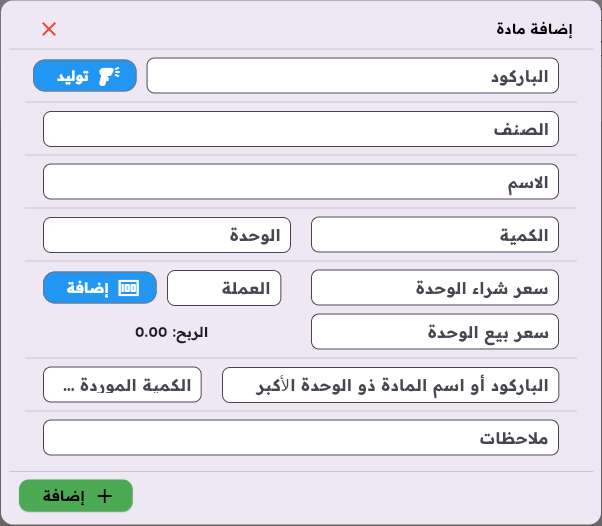 إضافة مادة
الباركود توليد
الصنف
الاسم
الكمية الوحدة
سعر شراء الوحدة العملة إضافة
سعر بيع الوحدة الربح: 0.00
الباركود أو اسم المادة ذو الوحدة الأكبر الكمية الموردة ...
ملاحظات
إضافة